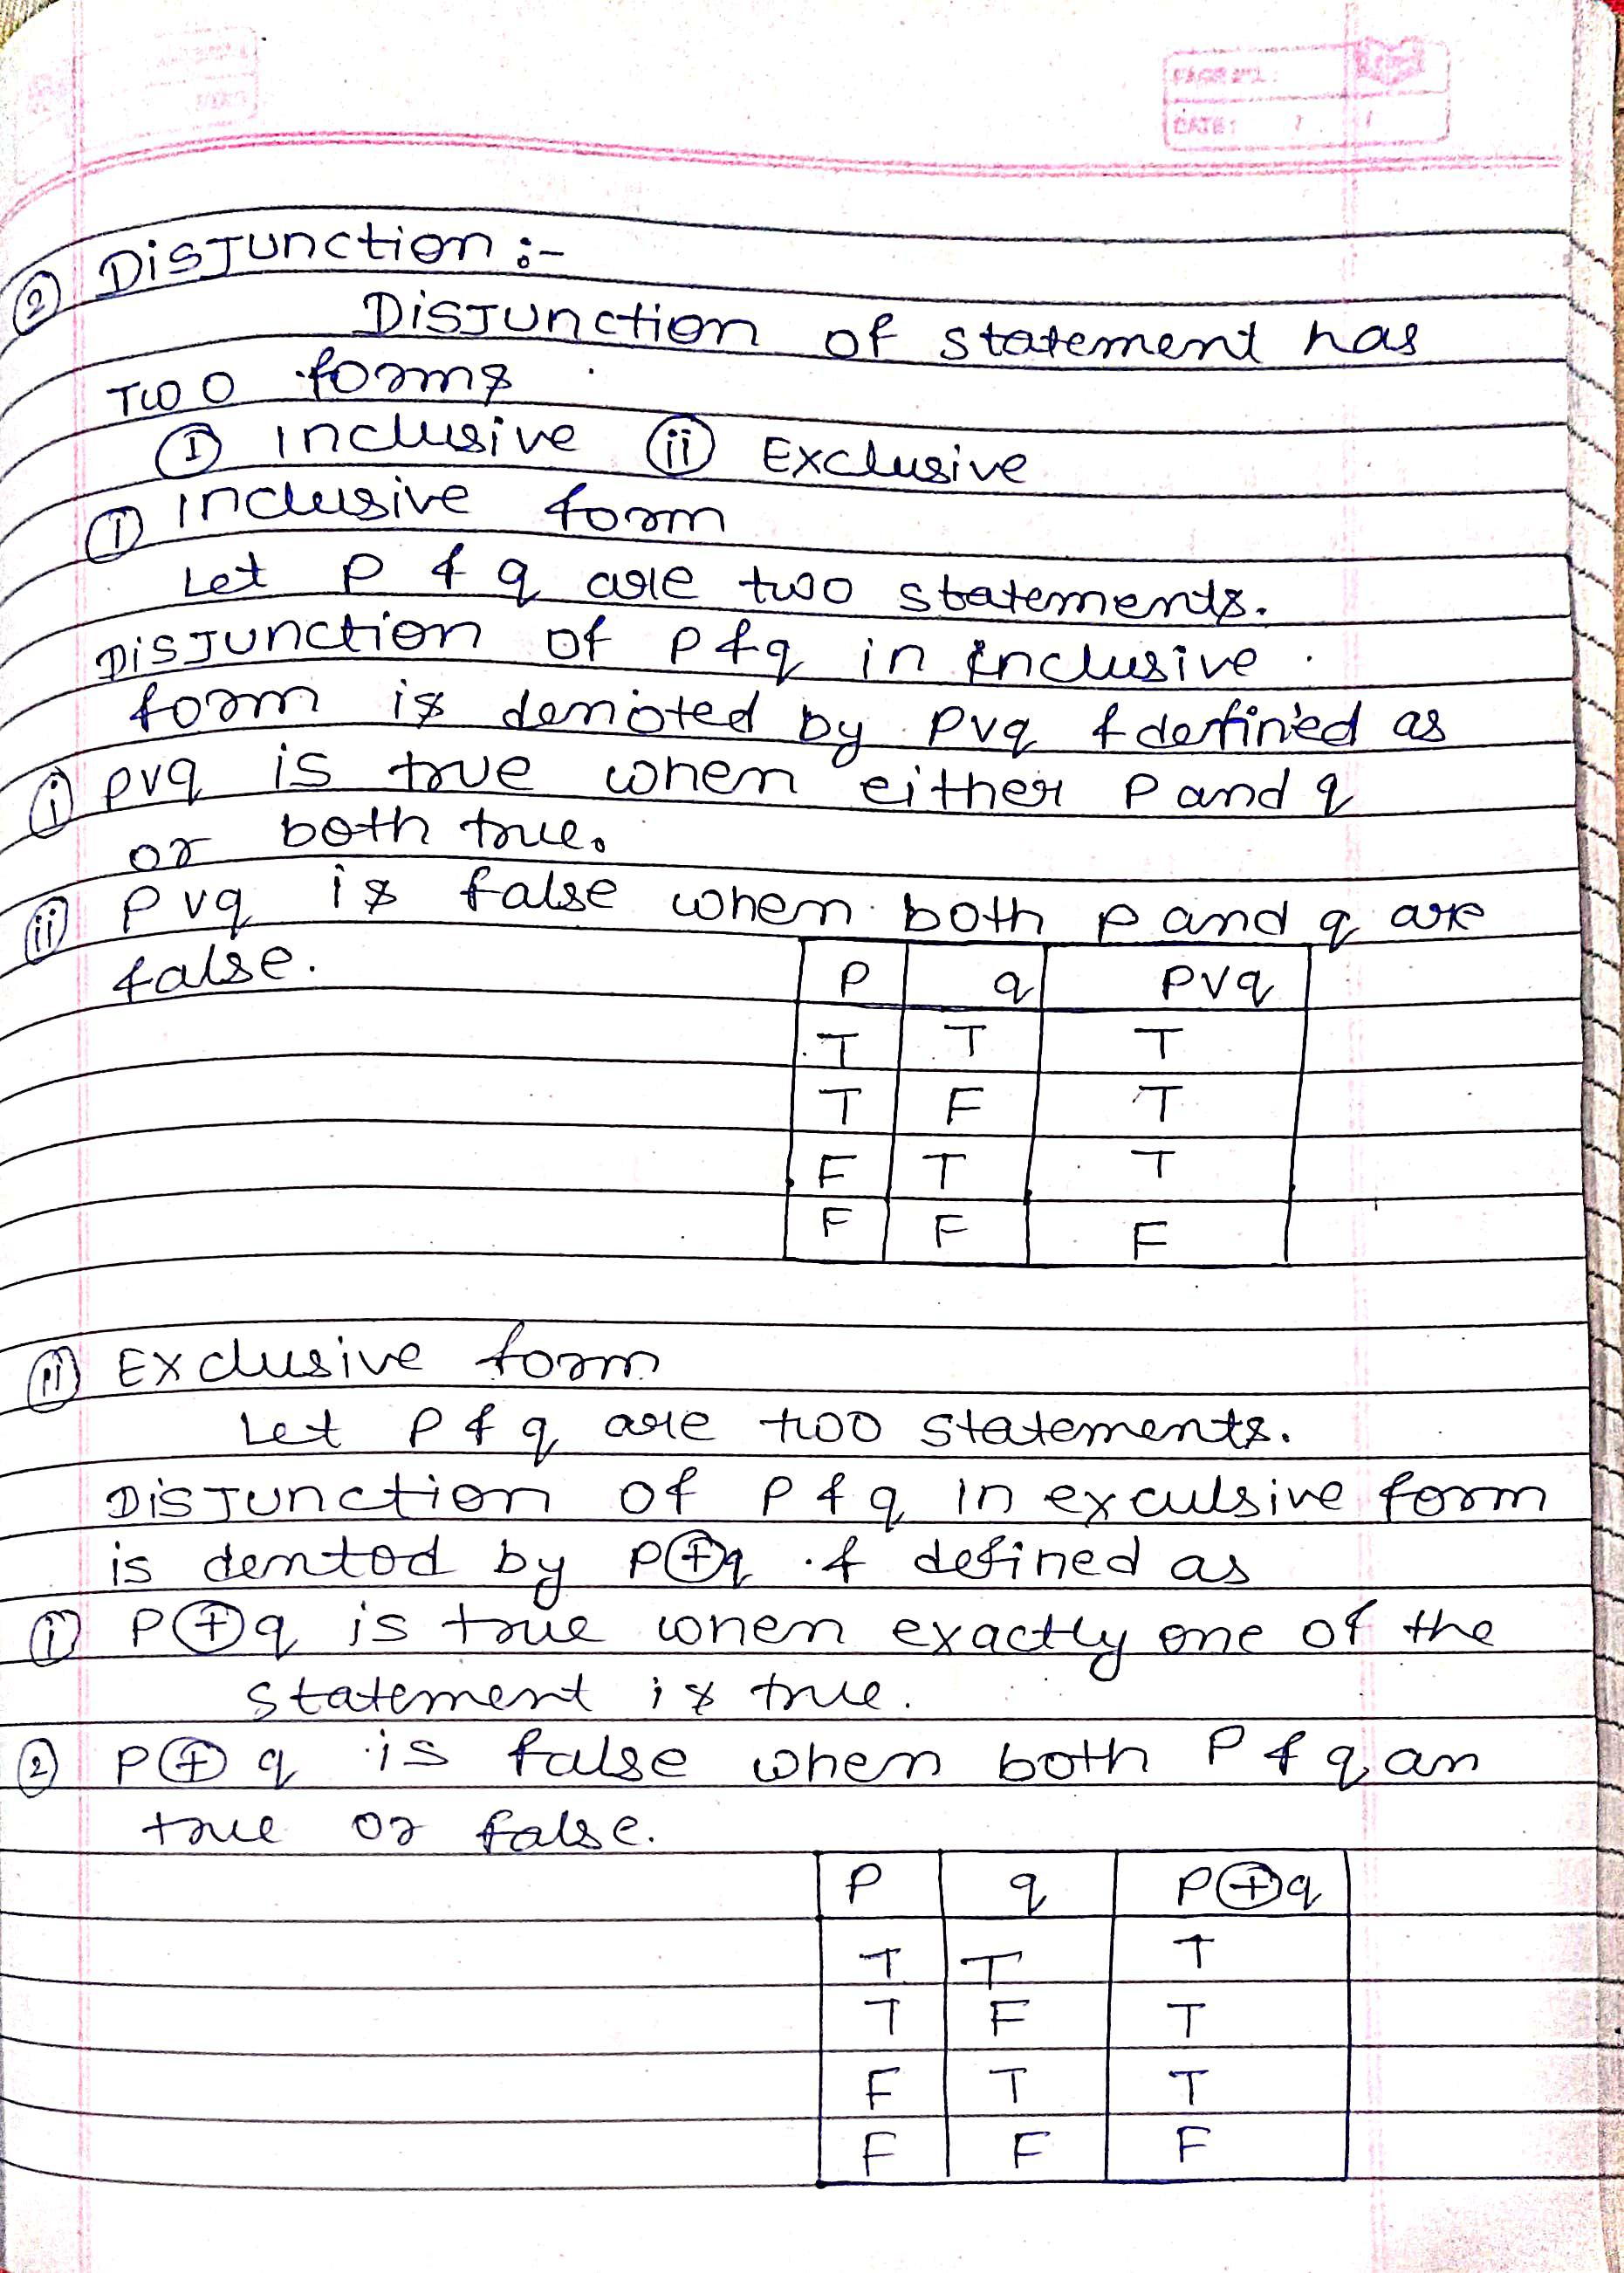 PAGE NO.:
DATE: / /
② Disjunction :-
Disjunction of statement has
Two forms
Ⓘ inclusive ⓘⓘ Exclusive
Ⓘ inclusive form
Let P & q are two statements.
Disjunction of P & q in inclusive
form is denoted by pvq & defined as
ⓘ pvq is true when either P and q
or both true.
ⓘⓘ P vq is false when both p and q are
false.
P q PVq
T T T
T F T
F T T
F F F
ⓘⓘ Exclusive form
Let P & q are two statements.
Disjunction of P & q in exculsive form
is dentod by P⊕q & defined as
① P⊕q is true when exactly one of the
statement is true.
② P⊕q is false when both P & q an
true or false.
P q P⊕q
T T T
T F T
F T T
F F F